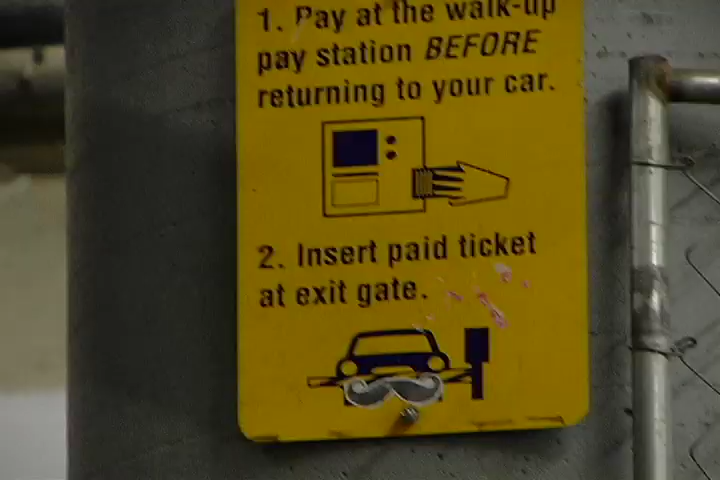 1. Pay at the walk-up
pay station BEFORE
returning to your car.
2. Insert paid ticket
at exit gate.